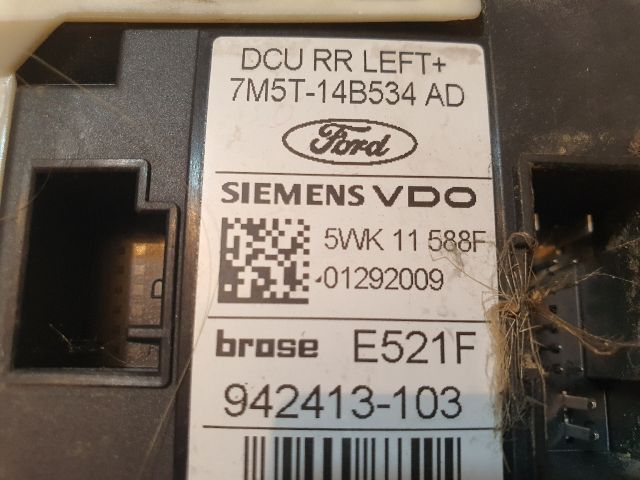 DCU RR LEFT+
7M5T-14B534 AD
Ford
SIEMENS VDO
5WK 11 588F
01292009
brose E521F
942413-103